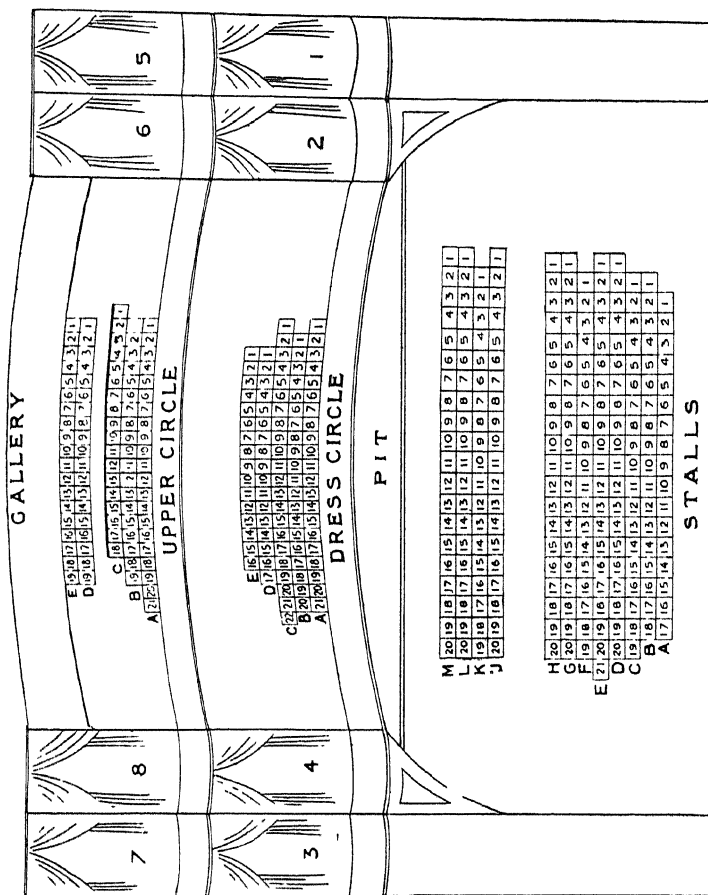 GALLERY
7 8 6 5
E 19 18 17 16 15 14 13 12 11 10 9 8 7 6 5 4 3 2 1
D 19 18 17 16 15 14 13 12 11 10 9 8 7 6 5 4 3 2 1
C 18 17 16 15 14 13 12 11 10 9 8 7 6 5 4 3 2 1
B 19 18 17 16 15 14 13 2 11 10 9 8 7 6 5 4 3 2
A 21 20 19 18 17 16 15 14 13 12 11 10 9 8 7 6 5 4 3 2 1
UPPER CIRCLE
3 4 2 1
E 16 15 14 13 12 11 10 9 8 7 6 5 4 3 2 1
D 17 16 15 14 13 12 11 10 9 8 7 6 5 4 3 2 1
C 22 21 20 19 18 17 16 15 14 13 12 11 10 9 8 7 6 5 4 3 2 1
B 20 19 18 17 16 15 14 13 12 11 10 9 8 7 6 5 4 3 2 1
A 21 20 19 18 17 16 15 14 13 12 11 10 9 8 7 6 5 4 3 2 1
DRESS CIRCLE
PIT
M 20 19 18 17 16 15 14 13 12 11 10 9 8 7 6 5 4 3 2 1
L 20 19 18 17 16 15 14 13 12 11 10 9 8 7 6 5 4 3 2 1
K 19 18 17 16 15 14 13 12 11 10 9 8 7 6 5 4 3 2 1
J 20 19 18 17 16 15 14 13 12 11 10 9 8 7 6 5 4 3 2 1
H 20 19 18 17 16 15 14 13 12 11 10 9 8 7 6 5 4 3 2 1
G 20 19 18 17 16 15 14 13 12 11 10 9 8 7 6 5 4 3 2 1
F 19 18 17 16 15 14 13 12 11 10 9 8 7 6 5 4 3 2 1
E 21 20 19 18 17 16 15 14 13 12 11 10 9 8 7 6 5 4 3 2 1
D 20 19 18 17 16 15 14 13 12 11 10 9 8 7 6 5 4 3 2 1
C 19 18 17 16 15 14 13 12 11 10 9 8 7 6 5 4 3 2 1
B 18 17 16 15 14 13 12 11 10 9 8 7 6 5 4 3 2 1
A 17 16 15 14 13 12 11 10 9 8 7 6 5 4 3 2 1
STALLS